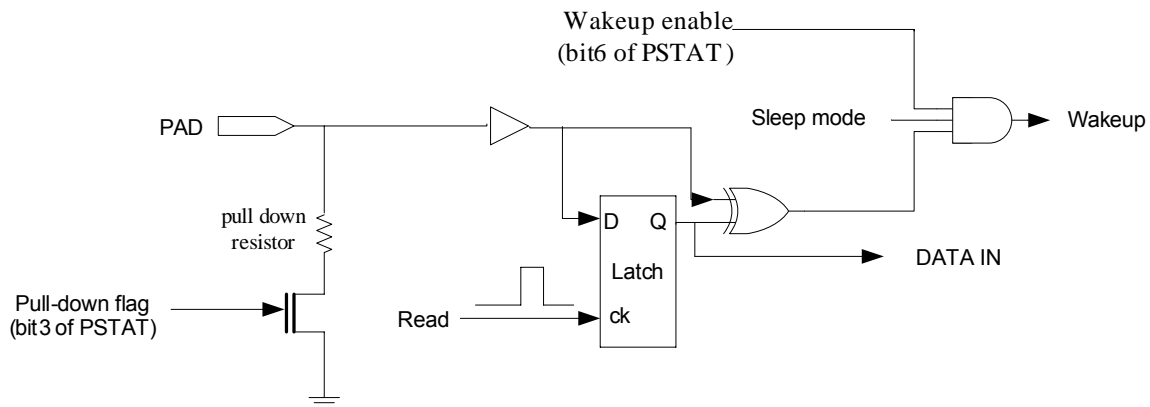 Wakeup enable
(bit6 of PSTAT )
PAD
Sleep mode
Wakeup
pull down
resistor
D
Q
Latch
DATA IN
Pull-down flag
(bit3 of PSTAT)
Read
ck